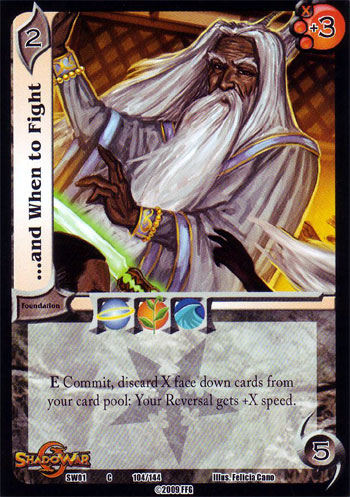 2
X
+3
...and When to Fight
Foundation
E Commit, discard X face down cards from
your card pool: Your Reversal gets +X speed.
5
SHADOWAR
SW01 C 104/144 Illus. Felicia Cano
©2009 FFG